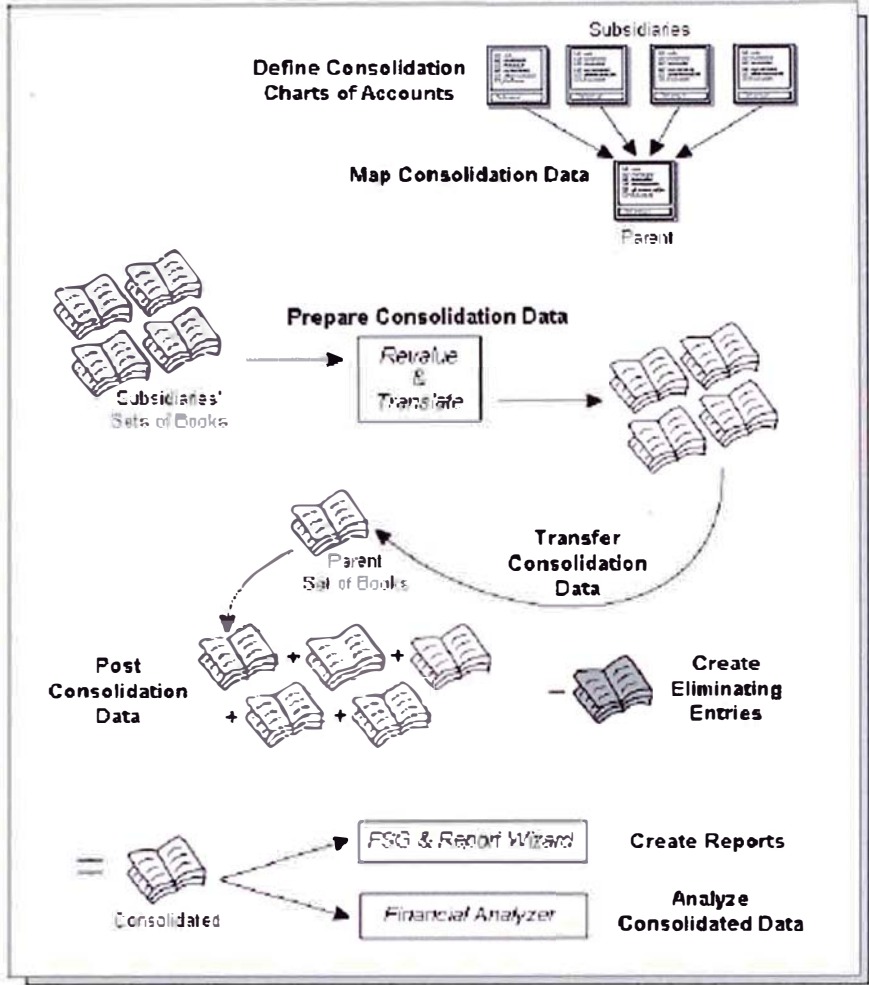 Subsidiaries
Define Consolidation
Charts of Accounts
Map Consolidation Data
Parent
Prepare Consolidation Data
Revalue
&
Translate
Subsidiaries'
Sets of Books
Transfer
Consolidation
Data
Parent
Set of Books
Post
Consolidation
Data
+
+
+
+
–
Create
Eliminating
Entries
=
Consolidated
FSG & Report Wizard
Create Reports
Financial Analyzer
Analyze
Consolidated Data